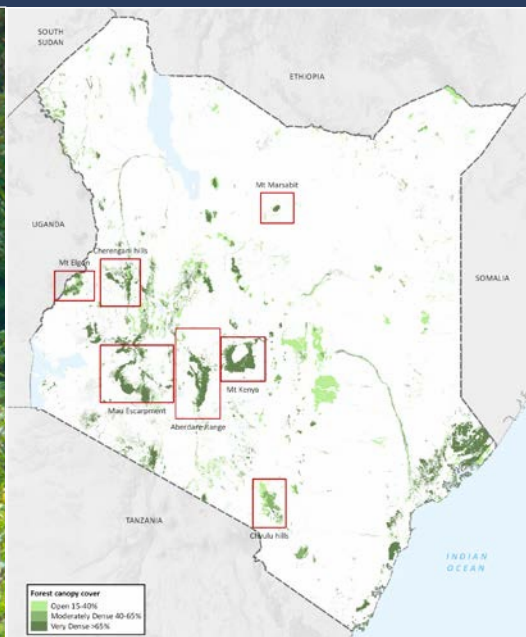 SOUTH
SUDAN
ETHIOPIA
Mt Marsabit
UGANDA
Cherengani hills
SOMALIA
Mt Elgon
Mt Kenya
Mau Escarpment
Aberdare Range
Chyulu hills
TANZANIA
INDIAN
OCEAN
Forest canopy cover
Open 15-40%
Moderately Dense 40-65%
Very Dense >65%